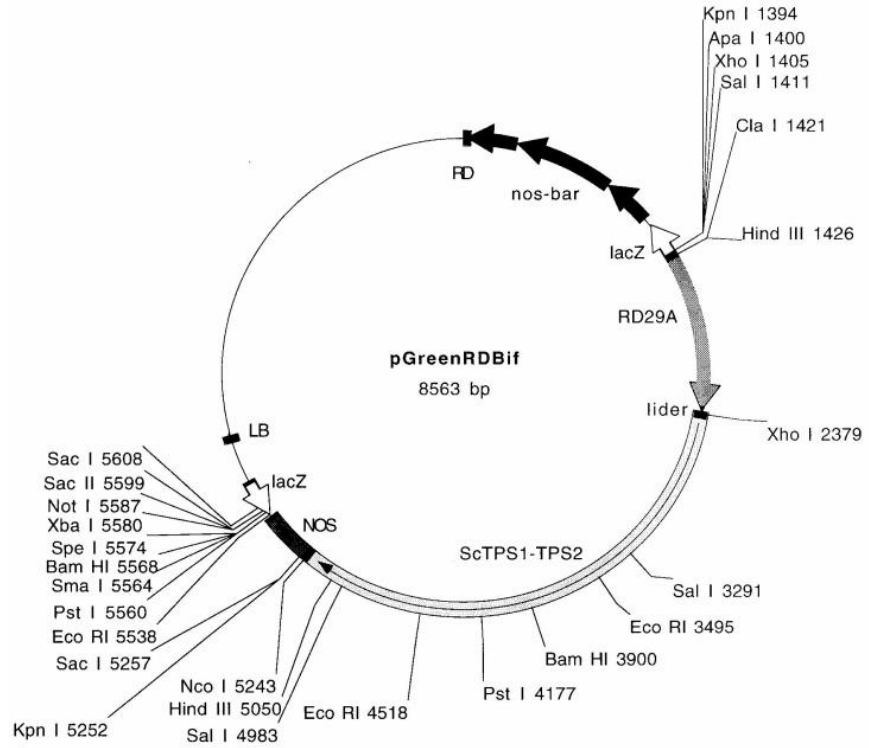 Kpn I 1394
Apa I 1400
Xho I 1405
Sal I 1411
Cla I 1421
Hind III 1426
RD
nos-bar
lacZ
RD29A
pGreenRDBif
8563 bp
lider
Xho I 2379
LB
lacZ
NOS
ScTPS1-TPS2
Sac I 5608
Sac II 5599
Not I 5587
Xba I 5580
Spe I 5574
Bam HI 5568
Sma I 5564
Pst I 5560
Eco RI 5538
Sac I 5257
Kpn I 5252
Nco I 5243
Hind III 5050
Sal I 4983
Eco RI 4518
Pst I 4177
Bam HI 3900
Eco RI 3495
Sal I 3291